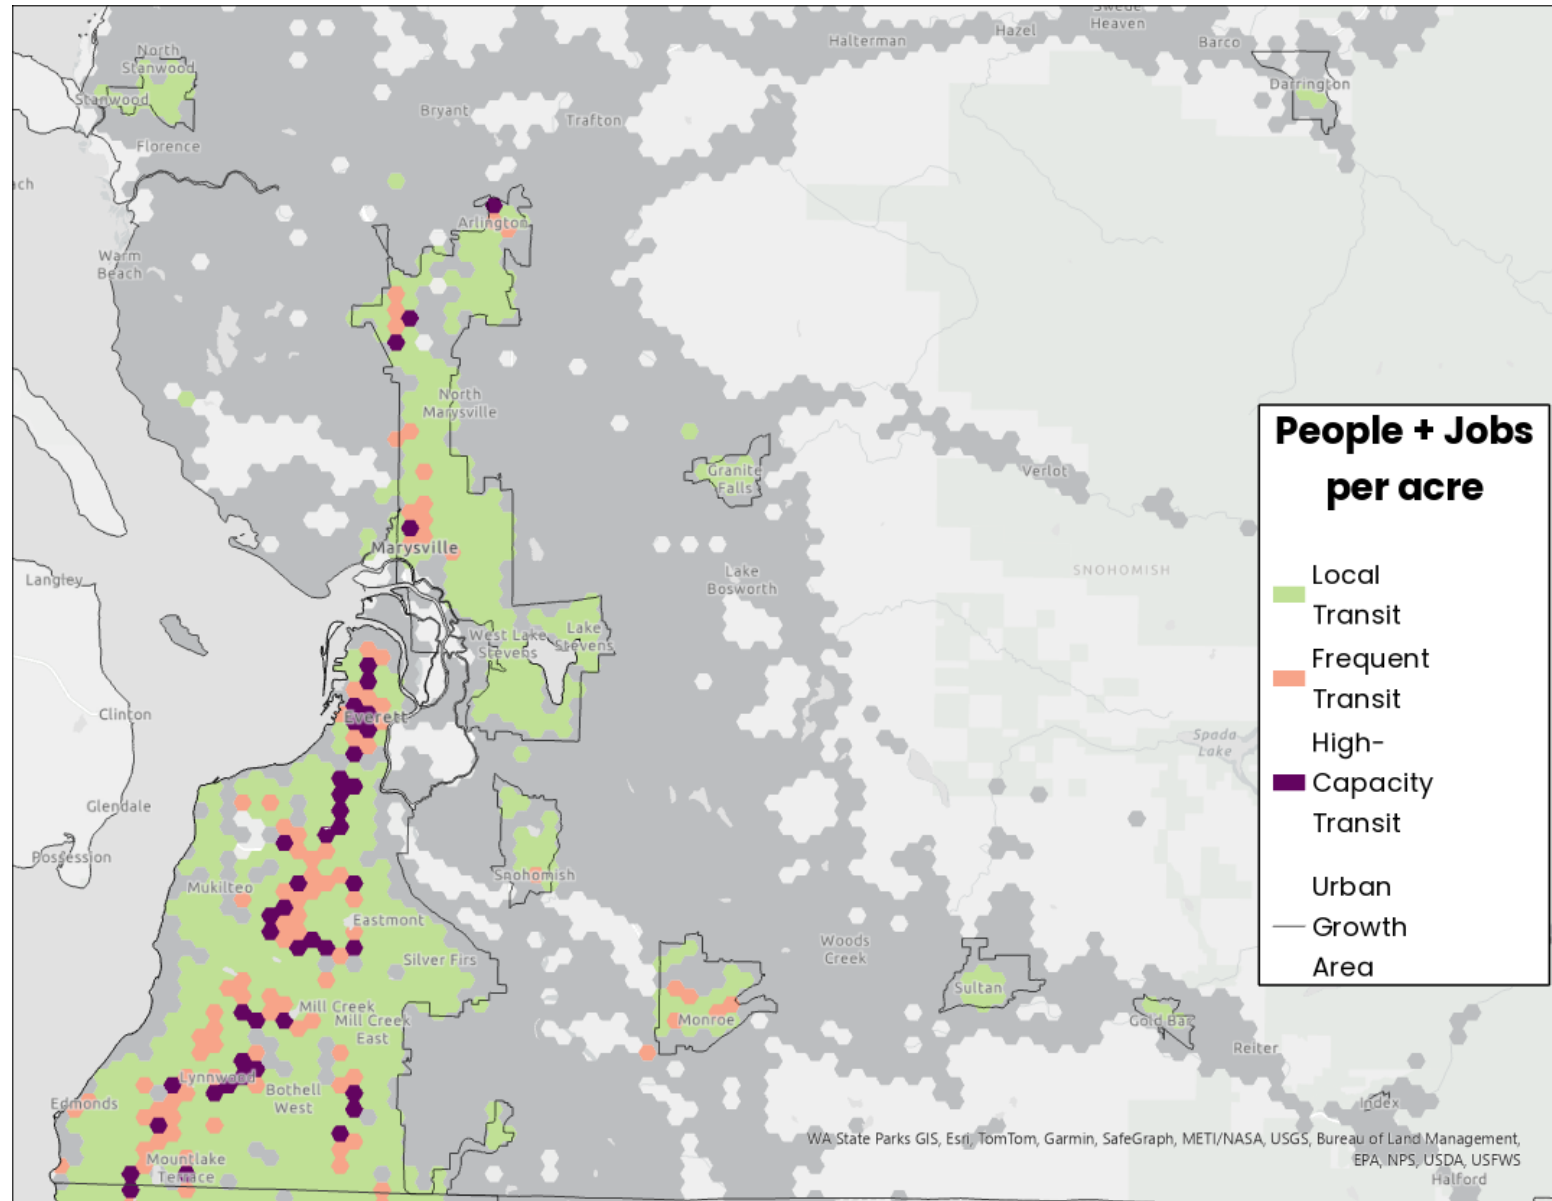 Swede
Heaven
Halterman
Hazel
Barco
North
Stanwood
Stanwood
Darrington
Bryant
Trafton
Florence
ach
Arlington
Warm
Beach
North
Marysville
People + Jobs
per acre
Granite
Falls
Verlot
Marysville
Langley
Lake
Bosworth
SNOHOMISH
Local
Transit
West Lake
Stevens
Lake
Stevens
Frequent
Transit
Clinton
Everett
Spada
Lake
High-
Capacity
Transit
Glendale
Possession
Mukilteo
Snohomish
Urban
Growth
Area
Eastmont
Silver Firs
Woods
Creek
Sultan
Mill Creek
Mill Creek
East
Monroe
Gold Bar
Reiter
Lynnwood
Bothell
West
Edmonds
Index
Mountlake
Terrace
WA State Parks GIS, Esri, TomTom, Garmin, SafeGraph, METI/NASA, USGS, Bureau of Land Management,
EPA, NPS, USDA, USFWS
Halford